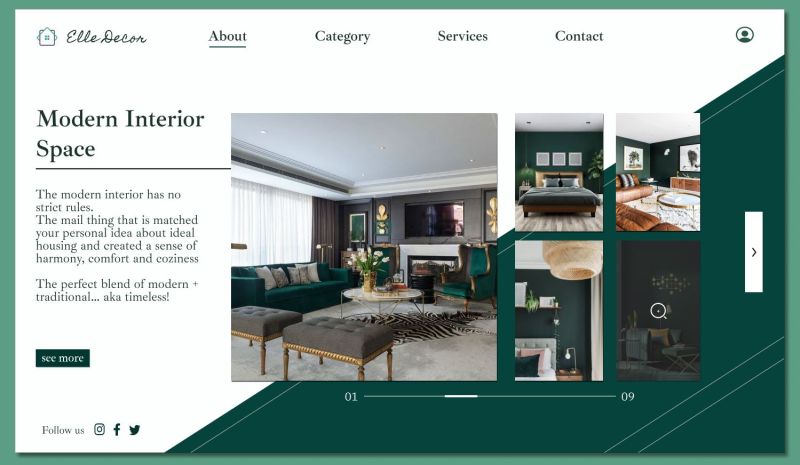 Elle Decor
About
Category
Services
Contact
Modern Interior
Space
The modern interior has no
strict rules.
The mail thing that is matched
your personal idea about ideal
housing and created a sense of
harmony, comfort and coziness
The perfect blend of modern +
traditional... aka timeless!
see more
01
09
Follow us